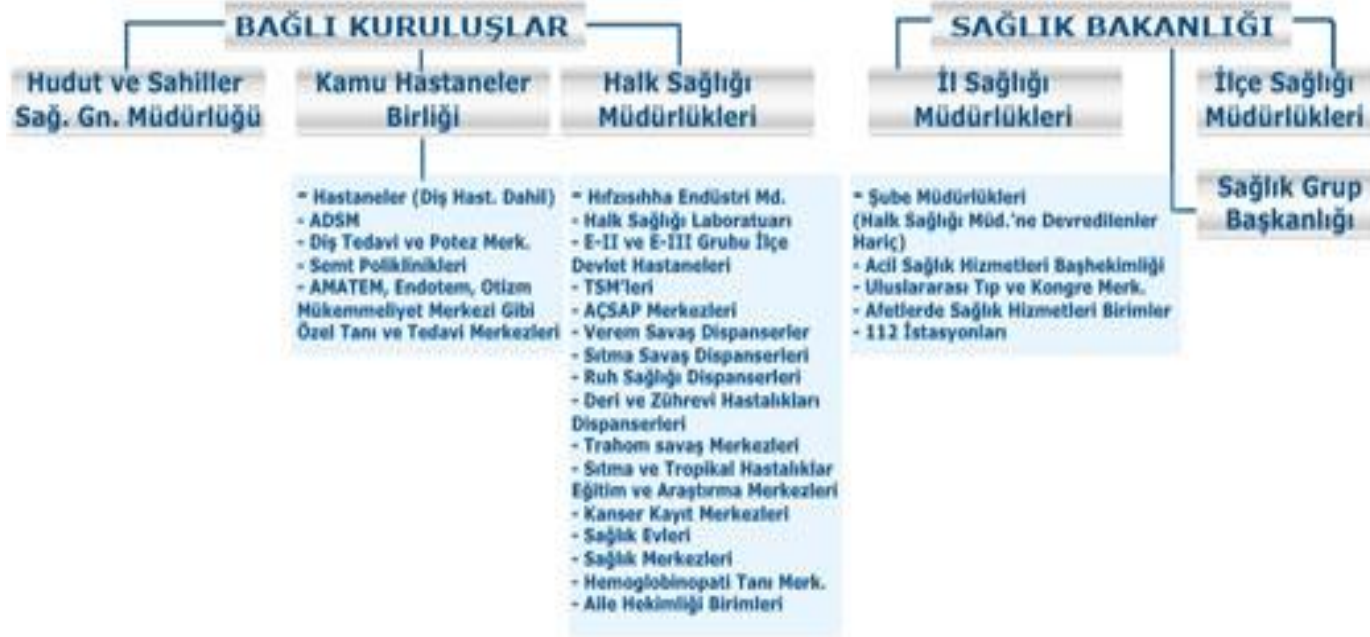 BAĞLI KURULUŞLAR
Hudut ve Sahiller
Sağ. Gn. Müdürlüğü
Kamu Hastaneler
Birliği
Halk Sağlığı
Müdürlükleri
- Hastaneler (Diş Hast. Dahil)
- ADSM
- Diş Tedavi ve Potez Merk.
- Semt Poliklinikleri
- AMATEM, Endotem, Otizm
Mükemmeliyet Merkezi Gibi
Özel Tanı ve Tedavi Merkezleri
- Hıfzısıhha Endüstri Md.
- Halk Sağlığı Laboratuarı
- E-II ve E-III Grubu İlçe
Devlet Hastaneleri
- TSM'leri
- AÇSAP Merkezleri
- Verem Savaş Dispanserler
- Sıtma Savaş Dispanserleri
- Ruh Sağlığı Dispanserleri
- Deri ve Zührevi Hastalıkları
Dispanserleri
- Trahom savaş Merkezleri
- Sıtma ve Tropikal Hastalıklar
Eğitim ve Araştırma Merkezleri
- Kanser Kayıt Merkezleri
- Sağlık Evleri
- Sağlık Merkezleri
- Hemoglobinopati Tanı Merk.
- Aile Hekimliği Birimleri
SAĞLIK BAKANLIĞI
İl Sağlığı
Müdürlükleri
İlçe Sağlığı
Müdürlükleri
Sağlık Grup
Başkanlığı
- Şube Müdürlükleri
(Halk Sağlığı Müd.'ne Devredilenler
Hariç)
- Acil Sağlık Hizmetleri Başhekimliği
- Uluslararası Tıp ve Kongre Merk.
- Afetlerde Sağlık Hizmetleri Birimler
- 112 İstasyonları